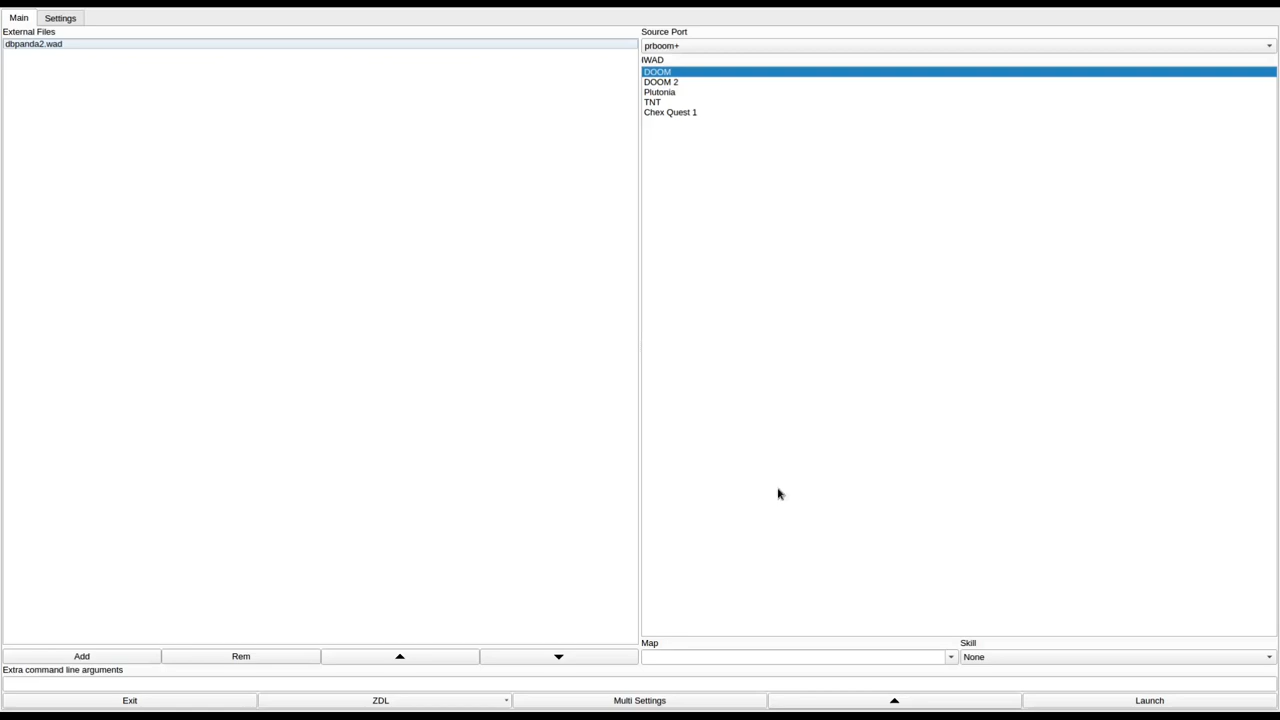 Main Settings
External Files
dbpanda2.wad
Source Port
prboom+
IWAD
DOOM
DOOM 2
Plutonia
TNT
Chex Quest 1
Add Rem
Map Skill
None
Extra command line arguments
Exit ZDL Multi Settings Launch